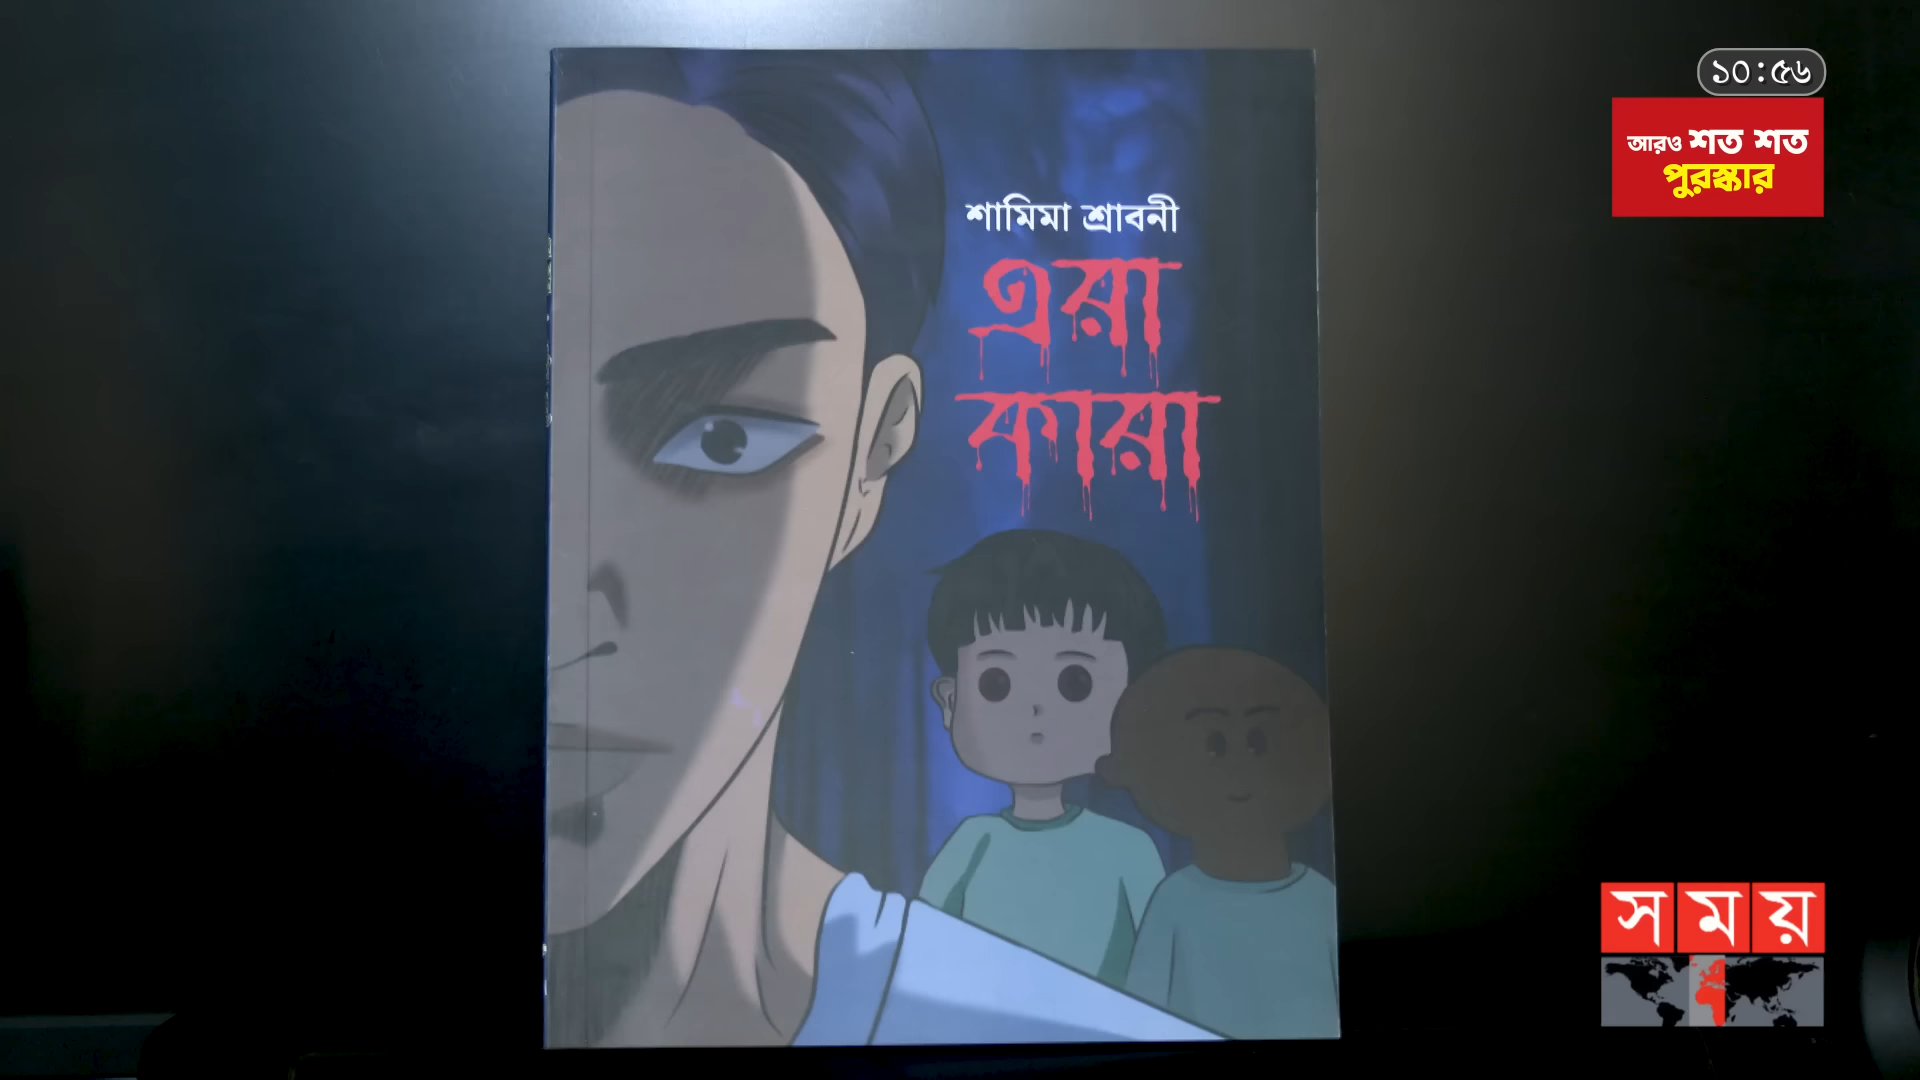 ১০:৫৬
আরও শত শত
পুরস্কার
শামিমা শ্রাবনী
এরা
কারা
সময়